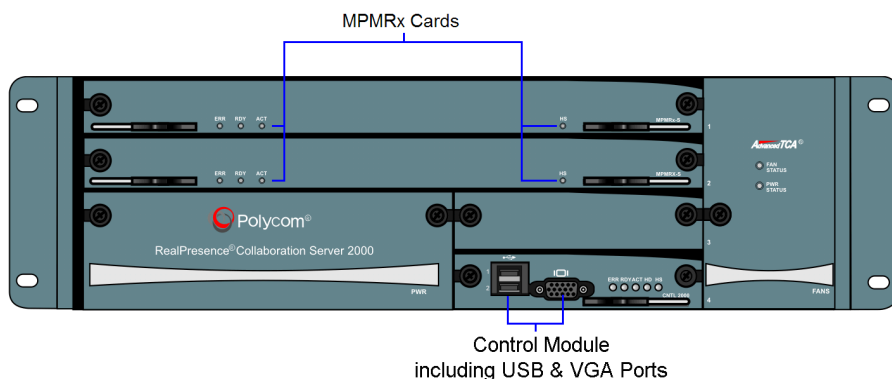 MPMRx Cards
ERR RDY ACT HS MPMRx-S 1
ERR RDY ACT HS MPMRX-S 2
AdvancedTCA®
FAN
STATUS
PWR
STATUS
Polycom®
RealPresence® Collaboration Server 2000
PWR
3
1
2
ERR RDY ACT HD HS
CNTL 2000 4
FANS
Control Module
including USB & VGA Ports